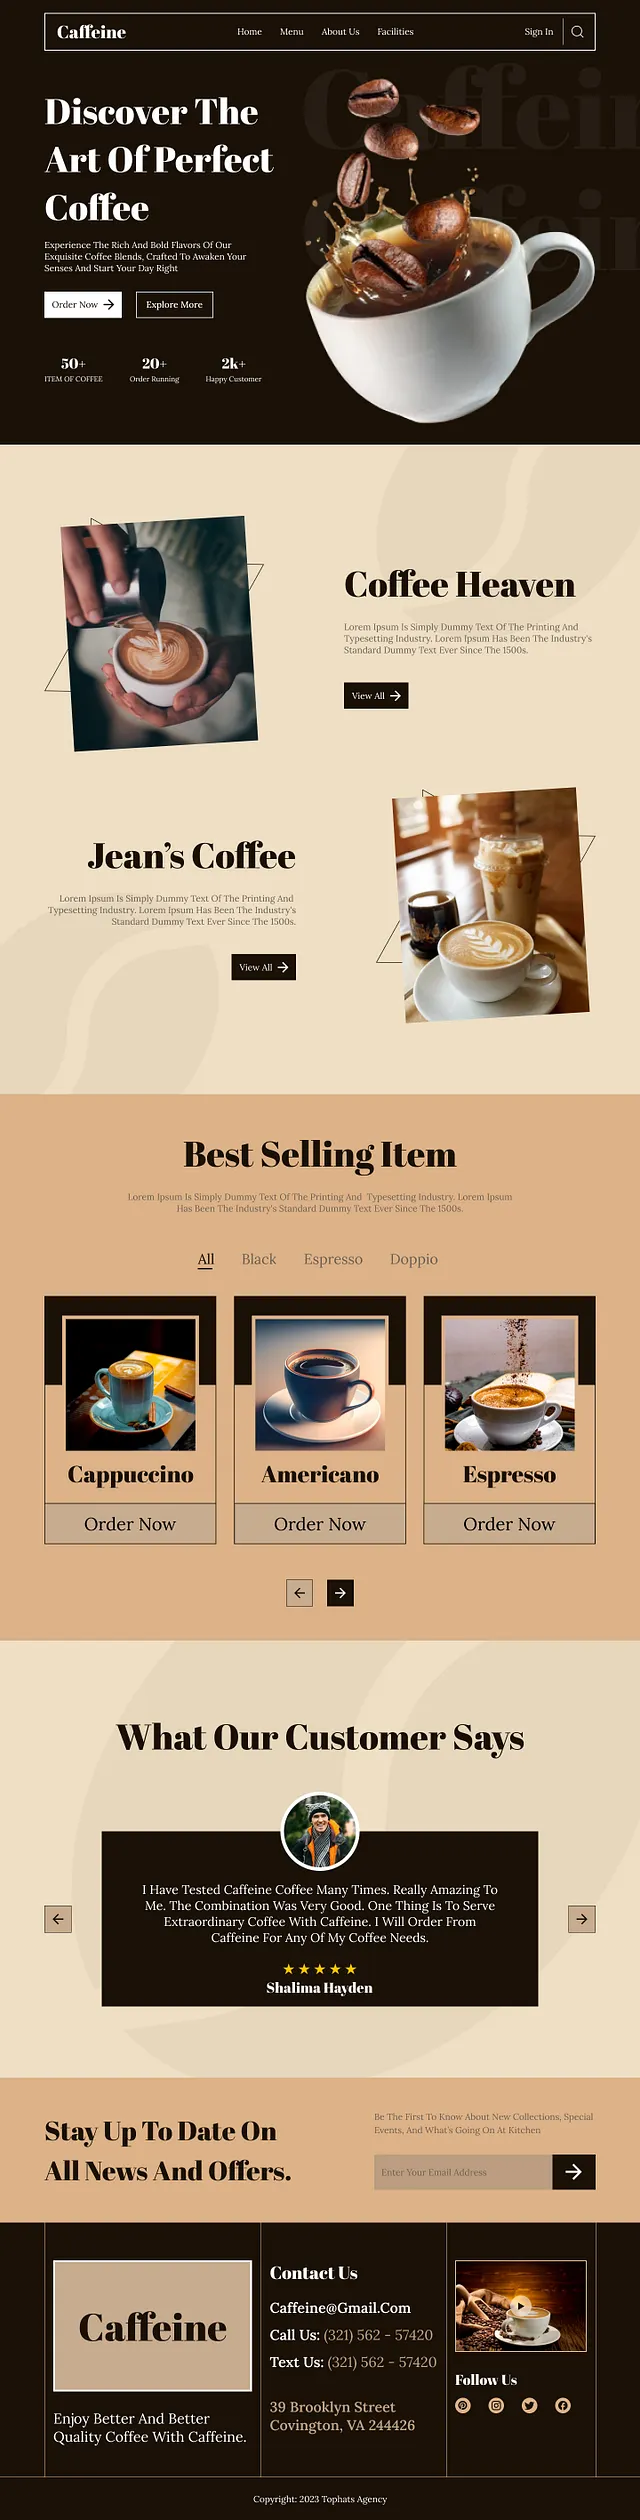 Caffeine
Home
Menu
About Us
Facilities
Sign In
Caffein
Caffein
Discover The
Art Of Perfect
Coffee
Experience The Rich And Bold Flavors Of Our
Exquisite Coffee Blends, Crafted To Awaken Your
Senses And Start Your Day Right
Order Now
Explore More
50+
20+
2k+
ITEM OF COFFEE
Order Running
Happy Customer
Coffee Heaven
Lorem Ipsum Is Simply Dummy Text Of The Printing And
Typesetting Industry. Lorem Ipsum Has Been The Industry's
Standard Dummy Text Ever Since The 1500s.
View All
Jean's Coffee
Lorem Ipsum Is Simply Dummy Text Of The Printing And
Typesetting Industry. Lorem Ipsum Has Been The Industry's
Standard Dummy Text Ever Since The 1500s.
View All
Best Selling Item
Lorem Ipsum Is Simply Dummy Text Of The Printing And Typesetting Industry. Lorem Ipsum
Has Been The Industry's Standard Dummy Text Ever Since The 1500s.
All
Black
Espresso
Doppio
Cappuccino
Americano
Espresso
Order Now
Order Now
Order Now
What Our Customer Says
I Have Tested Caffeine Coffee Many Times. Really Amazing To
Me. The Combination Was Very Good. One Thing Is To Serve
Extraordinary Coffee With Caffeine. I Will Order From
Caffeine For Any Of My Coffee Needs.
Shalima Hayden
Stay Up To Date On
All News And Offers.
Be The First To Know About New Collections, Special
Events, And What's Going On At Kitchen
Enter Your Email Address
Caffeine
Enjoy Better And Better
Quality Coffee With Caffeine.
Contact Us
Caffeine@Gmail.Com
Call Us: (321) 562 - 57420
Text Us: (321) 562 - 57420
39 Brooklyn Street
Covington, VA 244426
Follow Us
Copyright: 2023 Tophats Agency